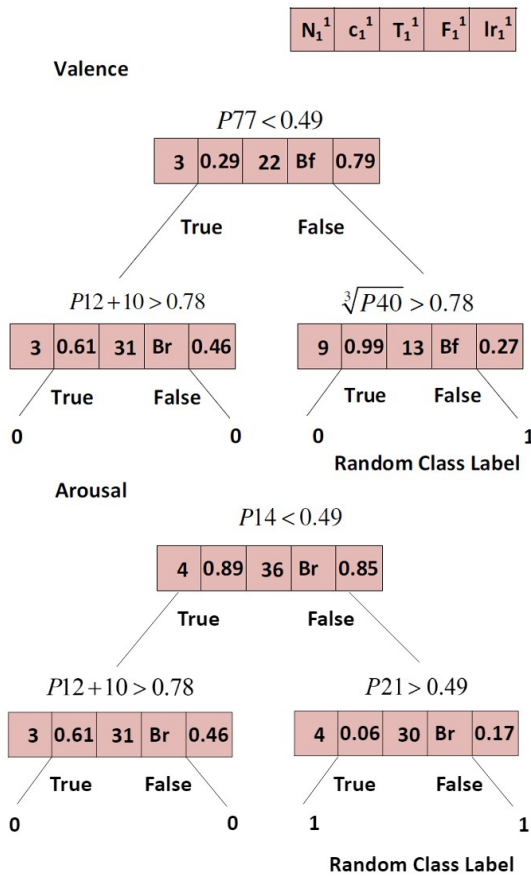 N₁¹ c₁¹ T₁¹ F₁¹ lr₁¹
Valence
P77 < 0.49
3 0.29 22 Bf 0.79
True False
P12 + 10 > 0.78 ∛P40 > 0.78
3 0.61 31 Br 0.46 9 0.99 13 Bf 0.27
True False True False
0 0 0 1
Random Class Label
Arousal
P14 < 0.49
4 0.89 36 Br 0.85
True False
P12 + 10 > 0.78 P21 > 0.49
3 0.61 31 Br 0.46 4 0.06 30 Br 0.17
True False True False
0 0 1 1
Random Class Label